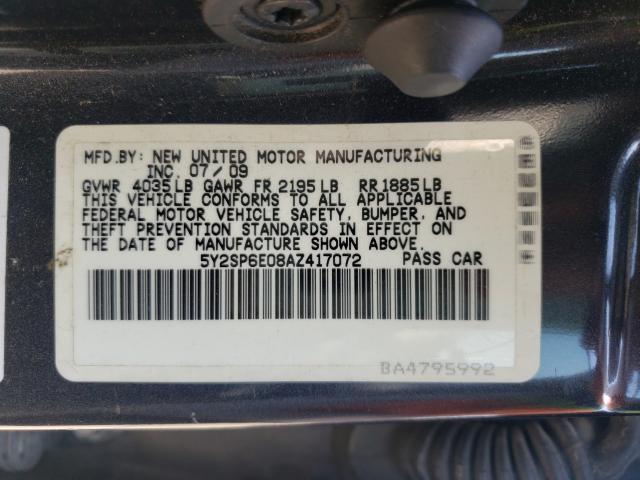 MFD.BY: NEW UNITED MOTOR MANUFACTURING
INC. 07/09
GVWR 4035LB GAWR FR 2195LB RR1885LB
THIS VEHICLE CONFORMS TO ALL APPLICABLE
FEDERAL MOTOR VEHICLE SAFETY, BUMPER, AND
THEFT PREVENTION STANDARDS IN EFFECT ON
THE DATE OF MANUFACTURE SHOWN ABOVE.
5Y2SP6E08AZ417072 PASS CAR
BA4795992